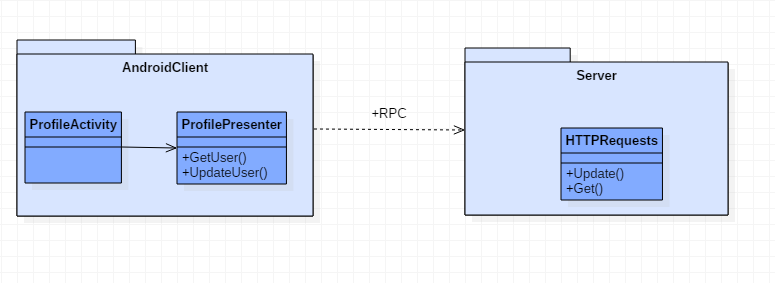 AndroidClient
ProfileActivity
ProfilePresenter
+GetUser()
+UpdateUser()
+RPC
Server
HTTPRequests
+Update()
+Get()